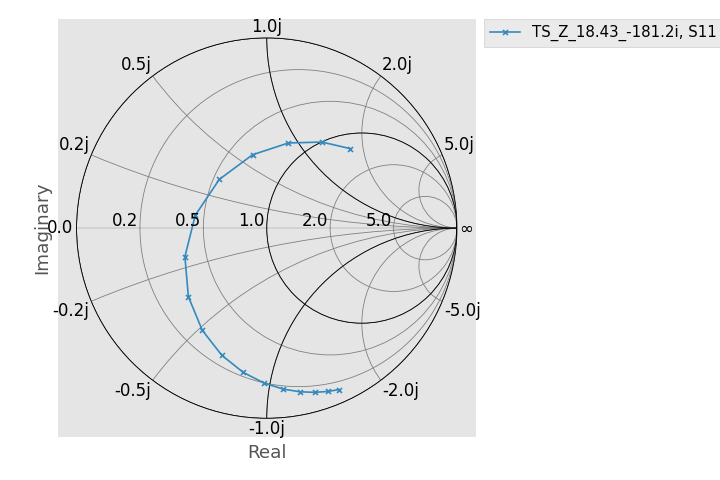 1.0j
TS_Z_18.43_-181.2i, S11
0.5j
2.0j
0.2j
5.0j
0.0
0.2
0.5
1.0
2.0
5.0
∞
Imaginary
-0.2j
-5.0j
-0.5j
-2.0j
-1.0j
Real